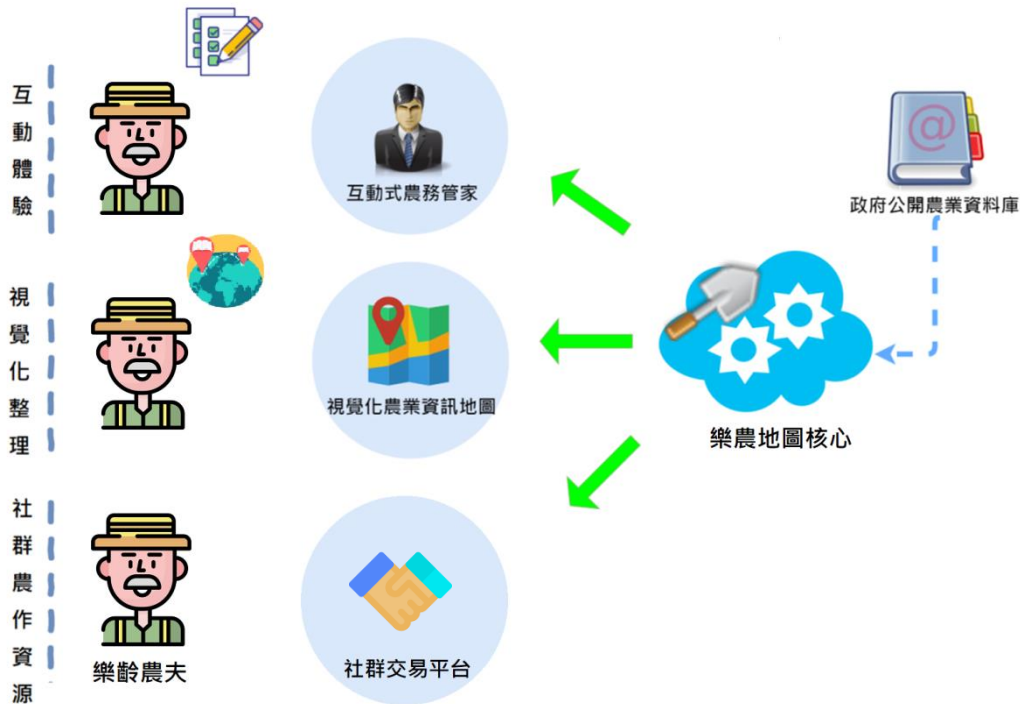 互動體驗
互動式農務管家
政府公開農業資料庫
視覺化整理
視覺化農業資訊地圖
樂農地圖核心
社群農作資源
樂齡農夫
社群交易平台